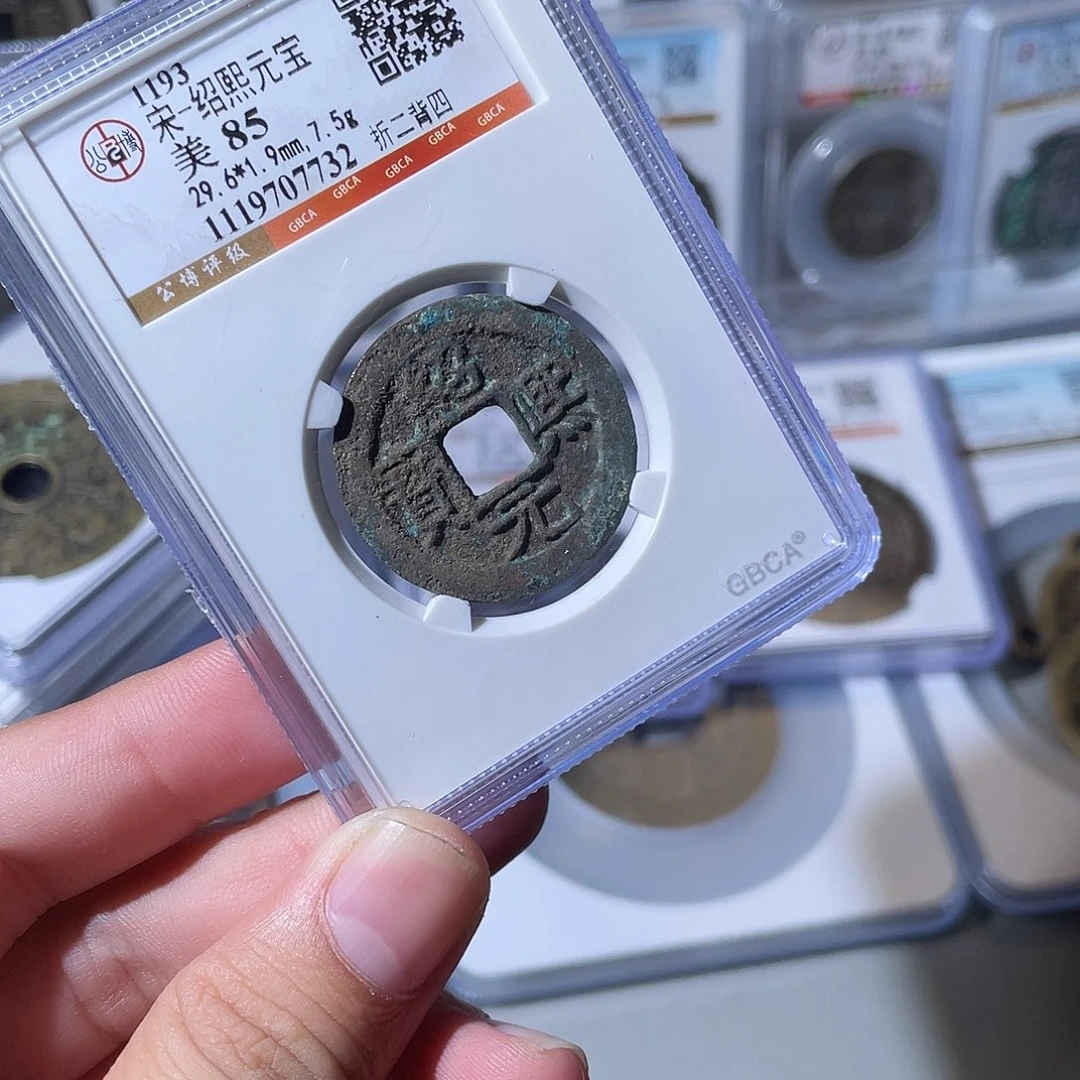 1193
宋-绍熙元宝
美 85
29.6*1.9mm,7.5g
折二背四
1119707732
公博评级
GBCA GBCA GBCA GBCA GBCA
熙
元
寶
GBCA®